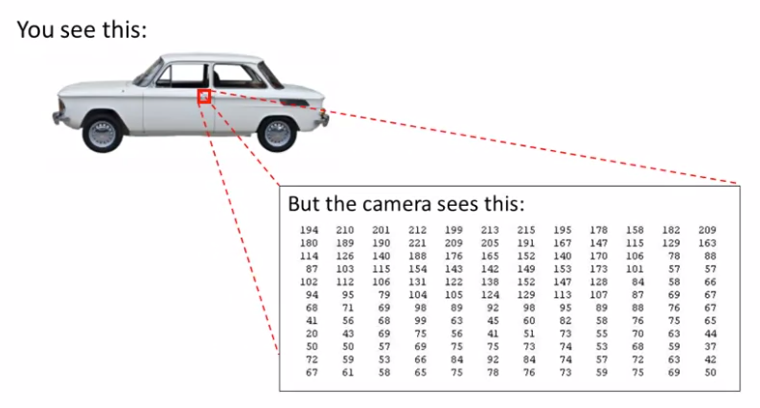 You see this:
But the camera sees this:
194 210 201 212 199 213 215 195 178 158 182 209
180 189 190 221 209 205 191 167 147 115 129 163
114 126 140 188 176 165 152 140 170 106 78 88
87 103 115 154 143 142 149 153 173 101 57 57
102 112 106 131 122 138 152 147 128 84 58 66
94 95 79 104 105 124 129 113 107 87 69 67
68 71 69 98 89 92 98 95 89 88 76 67
41 56 68 99 63 45 60 82 58 76 75 65
20 43 69 75 56 41 51 73 55 70 63 44
50 50 57 69 75 75 73 74 53 68 59 37
72 59 53 66 84 92 84 74 57 72 63 42
67 61 58 65 75 78 76 73 59 75 69 50